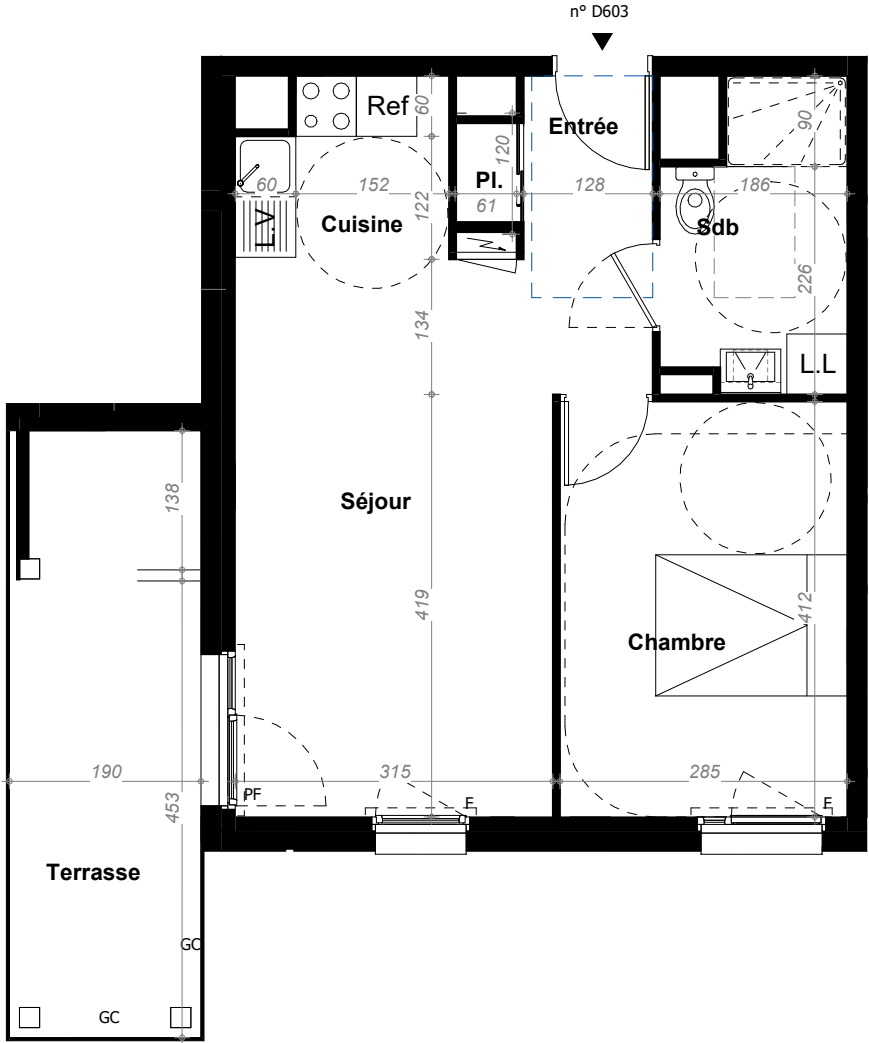 n° D603
Ref
60
Entrée
90
120
Pl.
60
152
122
61
128
186
L.V
Cuisine
Sdb
226
134
L.L
138
Séjour
419
412
Chambre
190
453
315
285
PF
F
F
Terrasse
GC
GC